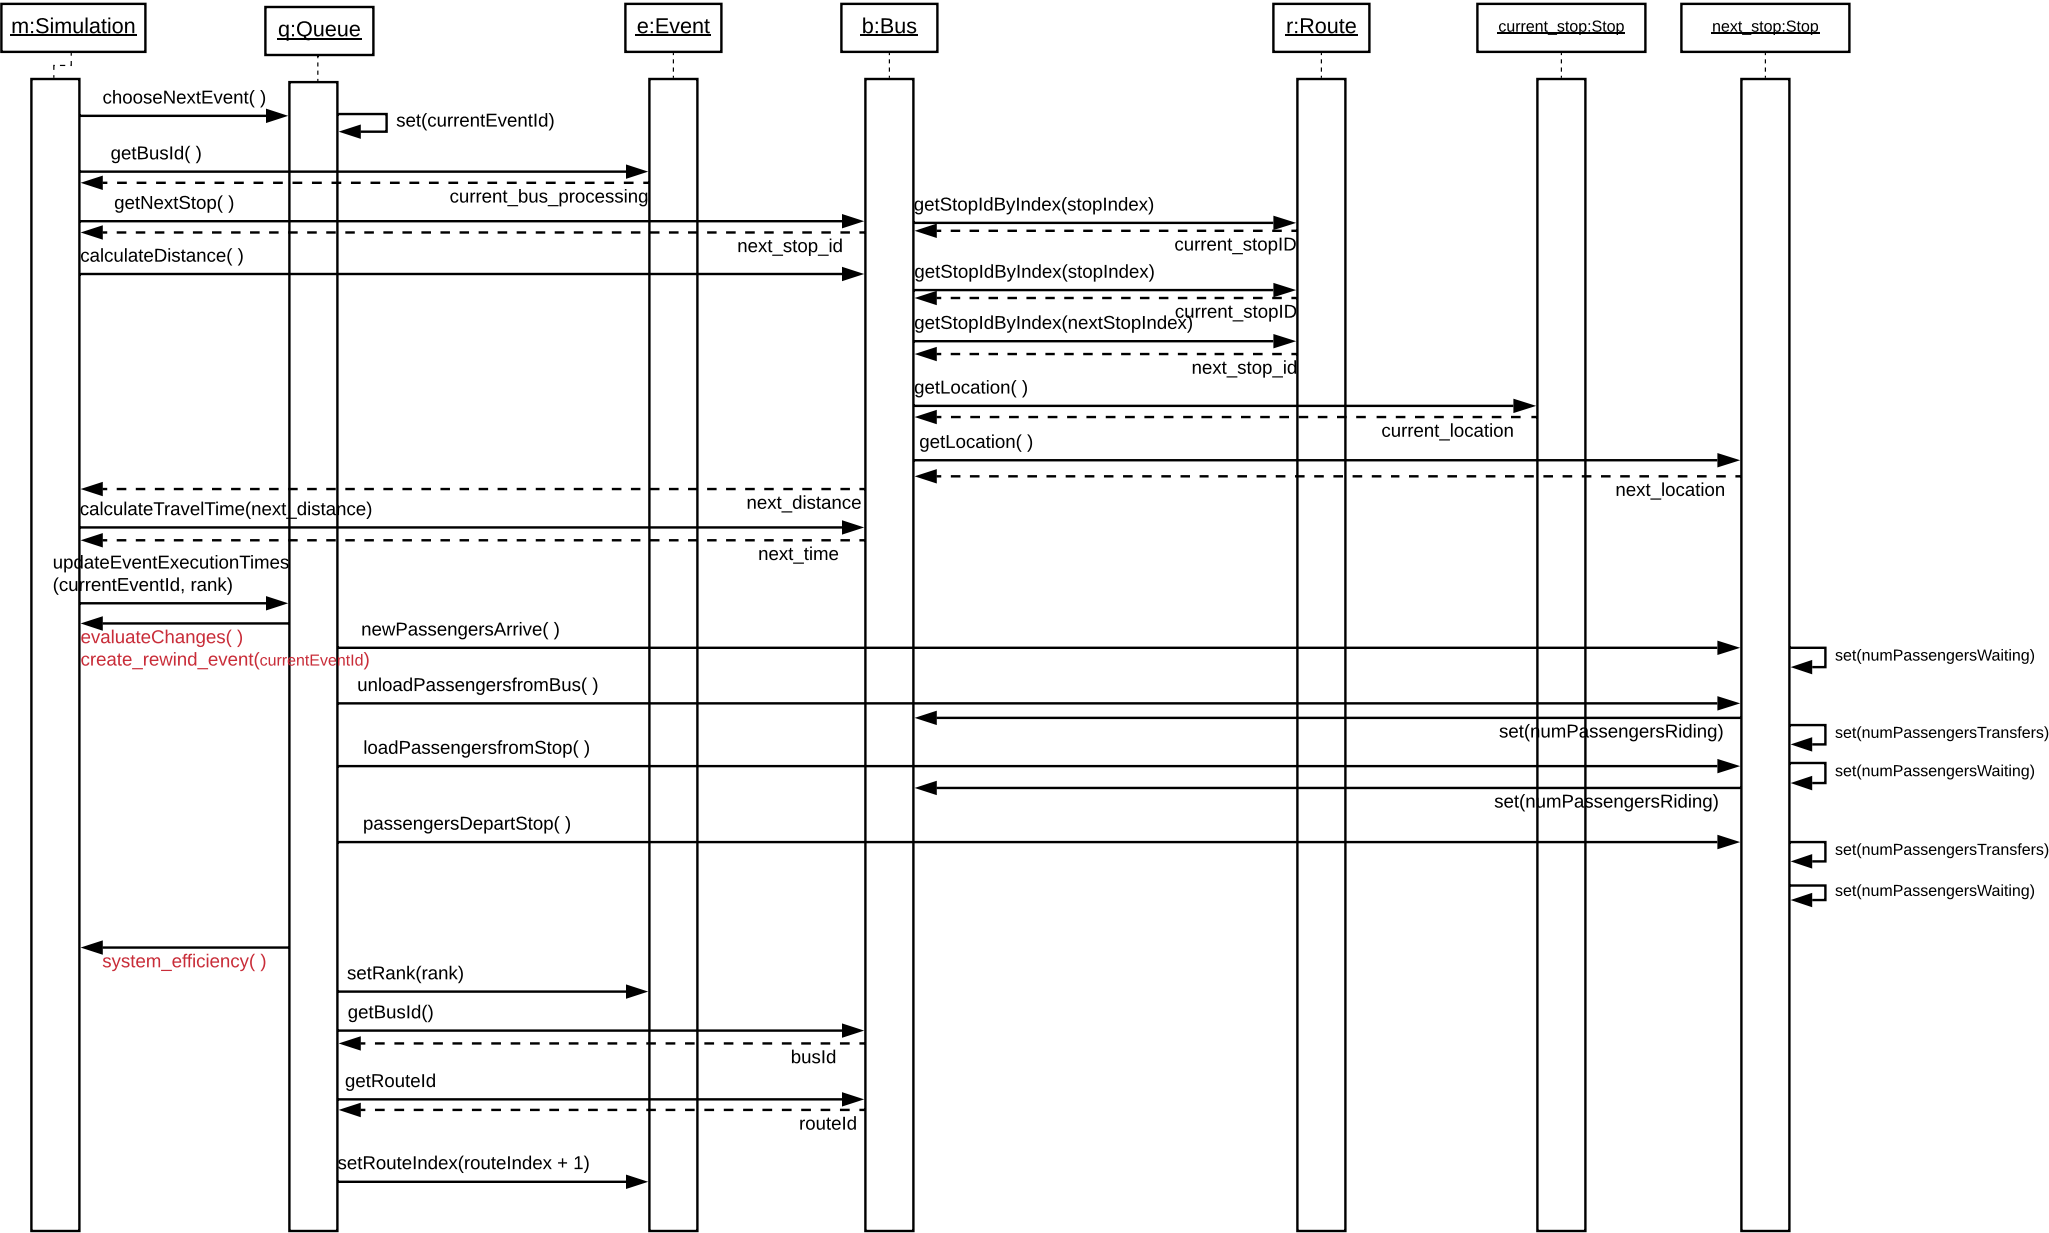 m:Simulation
q:Queue
e:Event
b:Bus
r:Route
current_stop:Stop
next_stop:Stop
chooseNextEvent( )
set(currentEventId)
getBusId( )
current_bus_processing
getNextStop( )
getStopIdByIndex(stopIndex)
next_stop_id
current_stopID
calculateDistance( )
getStopIdByIndex(stopIndex)
current_stopID
getStopIdByIndex(nextStopIndex)
next_stop_id
getLocation( )
current_location
getLocation( )
next_location
next_distance
calculateTravelTime(next_distance)
next_time
updateEventExecutionTimes
(currentEventId, rank)
evaluateChanges( )
create_rewind_event(currentEventId)
newPassengersArrive( )
set(numPassengersWaiting)
unloadPassengersfromBus( )
set(numPassengersRiding)
set(numPassengersTransfers)
loadPassengersfromStop( )
set(numPassengersWaiting)
set(numPassengersRiding)
passengersDepartStop( )
set(numPassengersTransfers)
set(numPassengersWaiting)
system_efficiency( )
setRank(rank)
getBusId()
busId
getRouteId
routeId
setRouteIndex(routeIndex + 1)